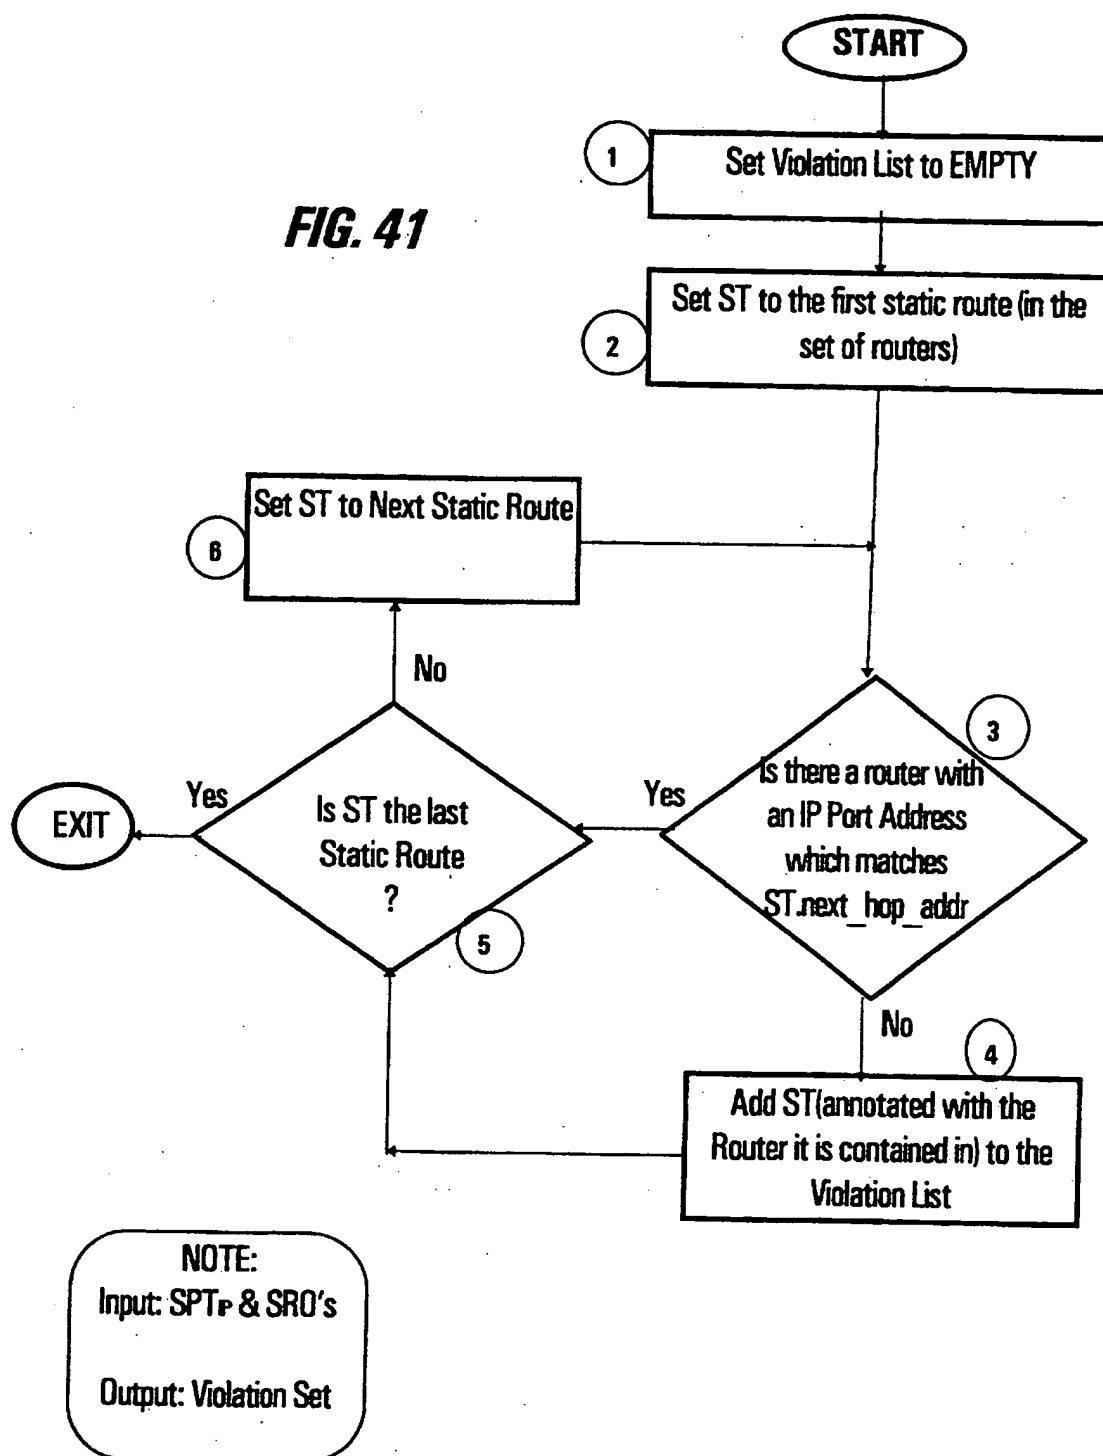 START
1
Set Violation List to EMPTY
FIG. 41
2
Set ST to the first static route (in the
set of routers)
6
Set ST to Next Static Route
No
3
Is there a router with
an IP Port Address
which matches
ST.next_hop_addr
Yes
Is ST the last
Static Route
?
5
Yes
EXIT
No
4
Add ST(annotated with the
Router it is contained in) to the
Violation List
NOTE:
Input: SPTP & SRO's
Output: Violation Set